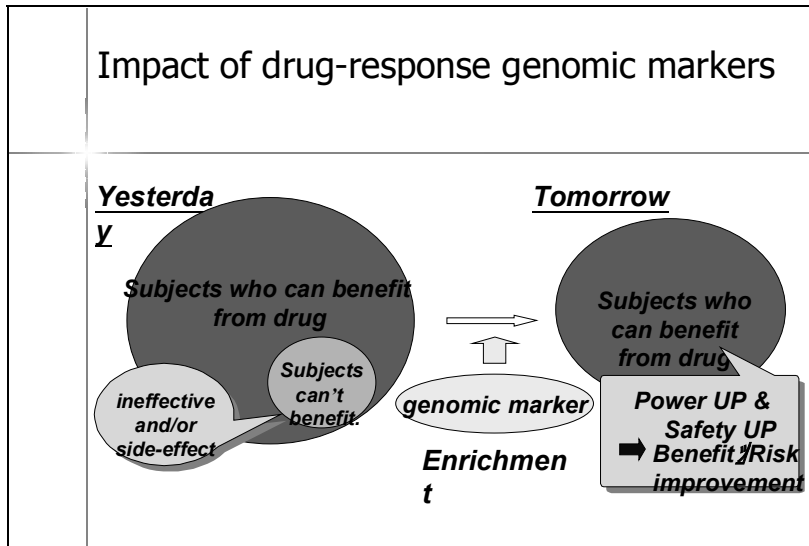 Impact of drug-response genomic markers
Yesterda
y
Subjects who can benefit
from drug
Subjects
can't
benefit.
ineffective
and/or
side-effect
genomic marker
Enrichmen
t
Tomorrow
Subjects who
can benefit
from drug
Power UP &
Safety UP
Benefit/Risk
improvement